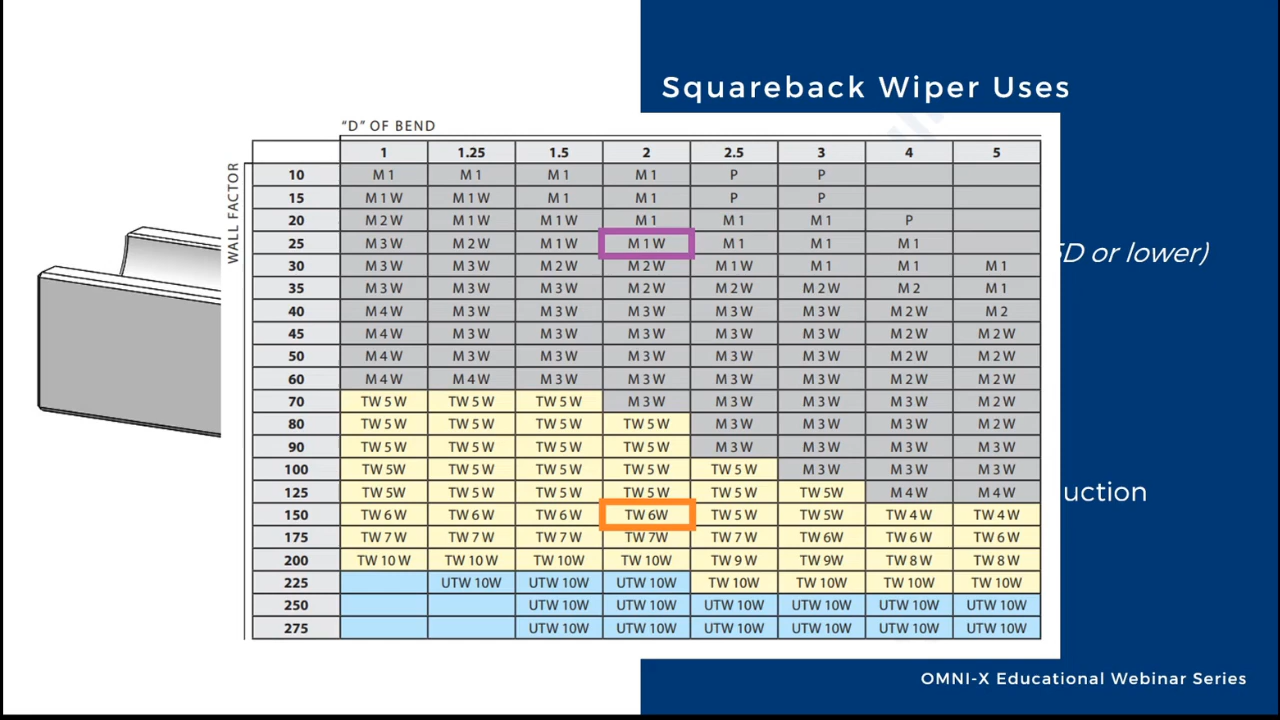 Squareback Wiper Uses
"D" OF BEND
WALL FACTOR
1 1.25 1.5 2 2.5 3 4 5
10 M 1 M 1 M 1 M 1 P P
15 M 1 W M 1 W M 1 M 1 P P
20 M 2 W M 1 W M 1 W M 1 M 1 M 1 P
25 M 3 W M 2 W M 1 W M 1 W M 1 M 1 M 1
30 M 3 W M 3 W M 2 W M 2 W M 1 W M 1 M 1 M 1
35 M 3 W M 3 W M 3 W M 2 W M 2 W M 2 W M 2 M 1
40 M 4 W M 3 W M 3 W M 3 W M 3 W M 3 W M 2 W M 2
45 M 4 W M 3 W M 3 W M 3 W M 3 W M 3 W M 2 W M 2 W
50 M 4 W M 3 W M 3 W M 3 W M 3 W M 3 W M 2 W M 2 W
60 M 4 W M 4 W M 3 W M 3 W M 3 W M 3 W M 2 W M 2 W
70 TW 5 W TW 5 W TW 5 W M 3 W M 3 W M 3 W M 3 W M 2 W
80 TW 5 W TW 5 W TW 5 W TW 5 W M 3 W M 3 W M 3 W M 2 W
90 TW 5 W TW 5 W TW 5 W TW 5 W M 3 W M 3 W M 3 W M 3 W
100 TW 5W TW 5 W TW 5 W TW 5 W TW 5 W M 3 W M 3 W M 3 W
125 TW 5W TW 5 W TW 5 W TW 5 W TW 5 W TW 5W M 4 W M 4 W
150 TW 6 W TW 6 W TW 6 W TW 6W TW 5 W TW 5W TW 4 W TW 4 W
175 TW 7 W TW 7 W TW 7 W TW 7W TW 7 W TW 6W TW 6 W TW 6 W
200 TW 10 W TW 10 W TW 10W TW 10W TW 9 W TW 9W TW 8 W TW 8 W
225 UTW 10W UTW 10W UTW 10W TW 10W TW 10W TW 10W TW 10W
250 UTW 10W UTW 10W UTW 10W UTW 10W UTW 10W UTW 10W
275 UTW 10W UTW 10W UTW 10W UTW 10W UTW 10W UTW 10W
5D or lower)
uction
OMNI-X Educational Webinar Series